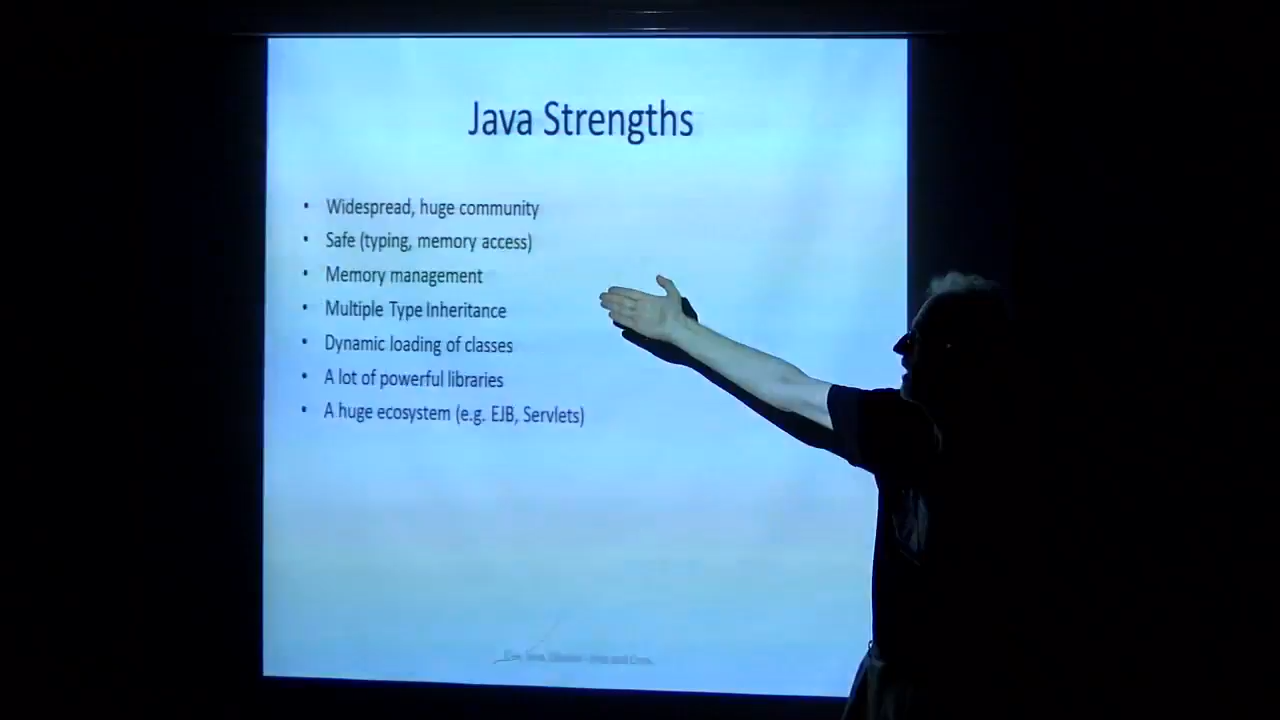 Java Strengths
• Widespread, huge community
• Safe (typing, memory access)
• Memory management
• Multiple Type Inheritance
• Dynamic loading of classes
• A lot of powerful libraries
• A huge ecosystem (e.g. EJB, Servlets)